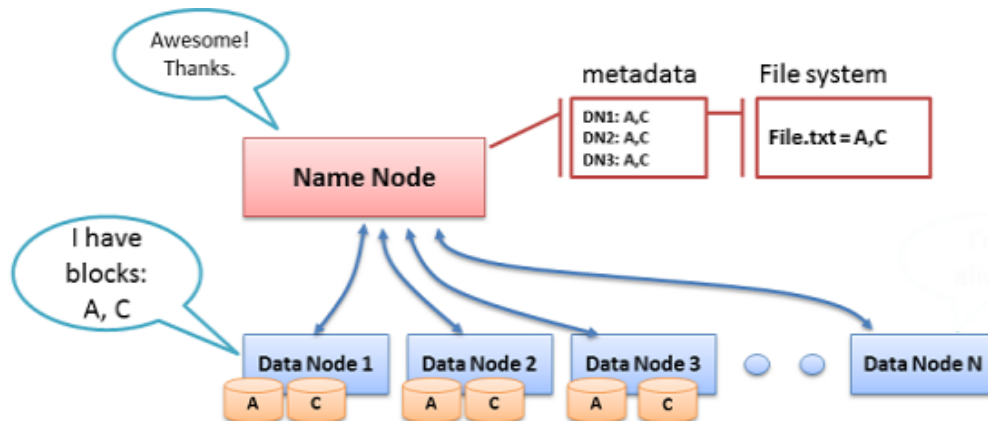 Awesome!
Thanks.
metadata
File system
DN1: A,C
DN2: A,C
DN3: A,C
File.txt = A,C
Name Node
I have
blocks:
A, C
Data Node 1
Data Node 2
Data Node 3
Data Node N
A
C
A
C
A
C